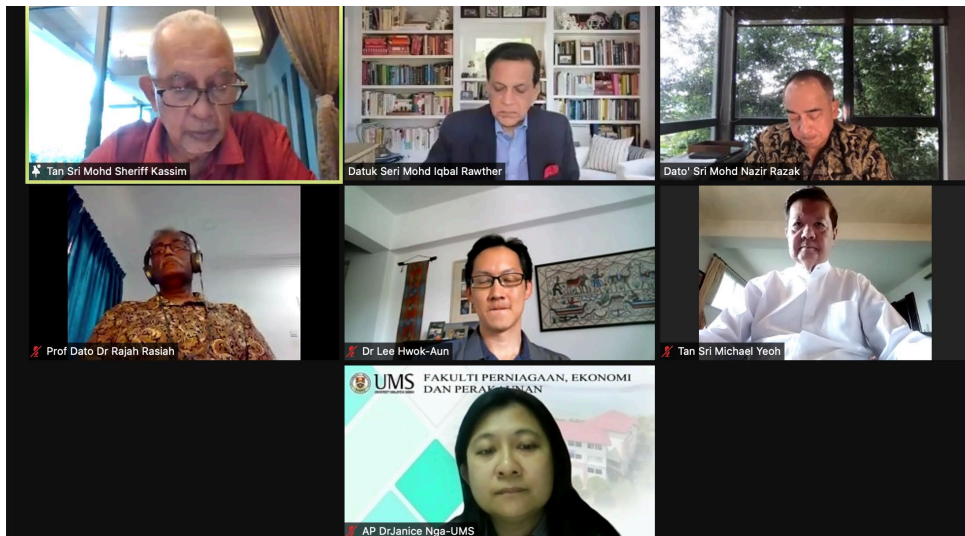 Tan Sri Mohd Sheriff Kassim
Datuk Seri Mohd Iqbal Rawther
Dato' Sri Mohd Nazir Razak
Prof Dato Dr Rajah Rasiah
Dr Lee Hwok-Aun
Tan Sri Michael Yeoh
UMS
FAKULTI PERNIAGAAN, EKONOMI
DAN PERAKAUNAN
AP DrJanice Nga-UMS